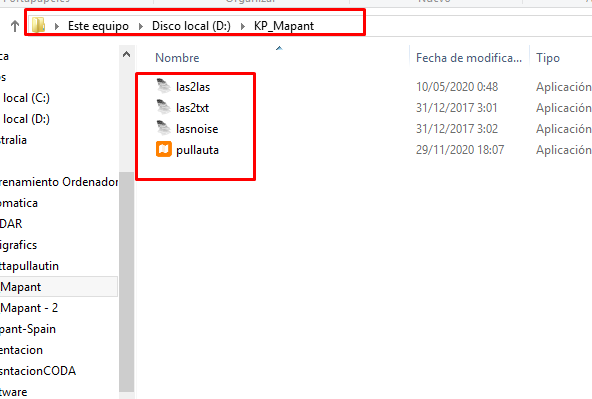 Portapapeles
Organizar
Nuevo
Este equipo > Disco local (D:) > KP_Mapant
Nombre
Fecha de modifica...
Tipo
ca
os
local (C:)
local (D:)
stralia
renamiento Ordenador
omatica
DAR
igrafics
ttapullautin
Mapant
Mapant - 2
pant-Spain
entacion
sntacionCODA
tware
las2las
10/05/2020 0:48
Aplicación
las2txt
31/12/2017 3:01
Aplicación
lasnoise
31/12/2017 3:02
Aplicación
pullauta
29/11/2020 18:07
Aplicación